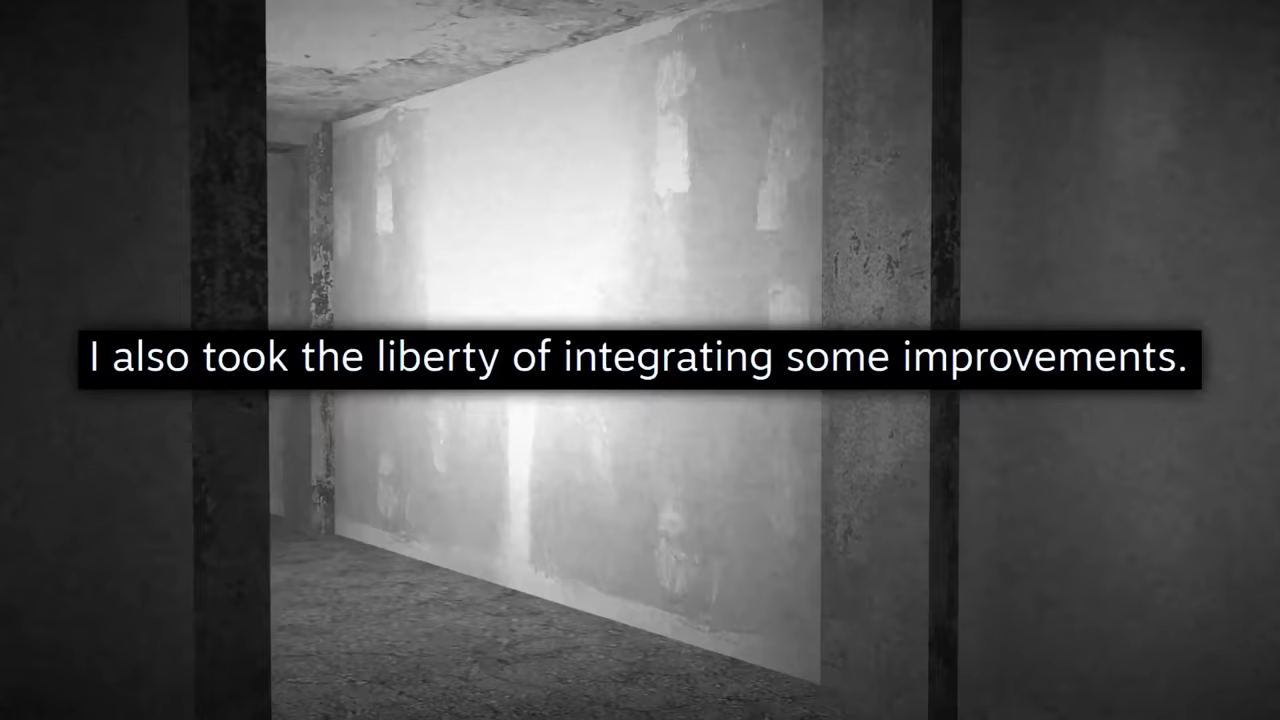 I also took the liberty of integrating some improvements.